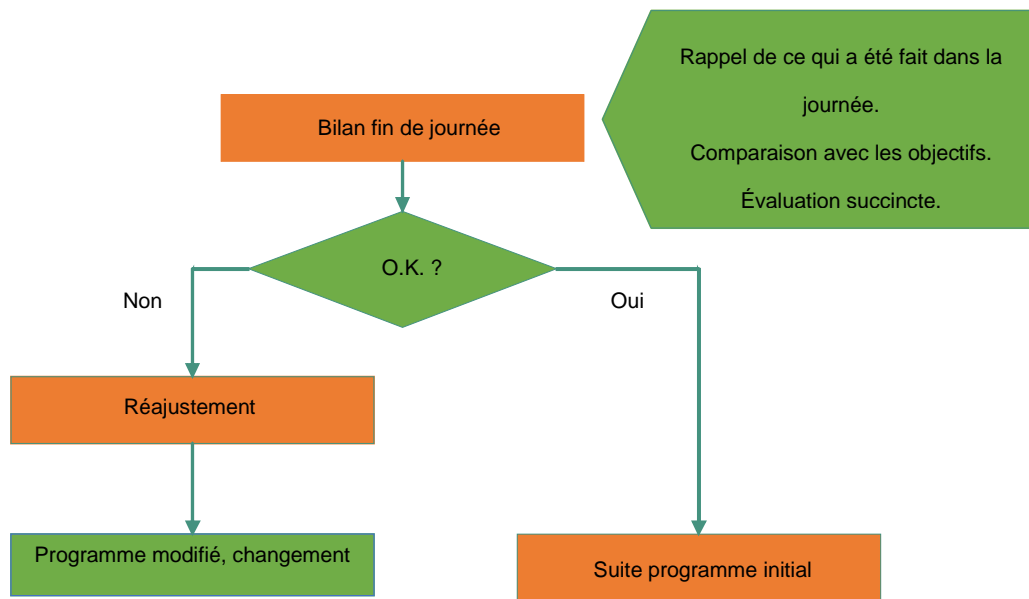 Bilan fin de journée
Rappel de ce qui a été fait dans la
journée.
Comparaison avec les objectifs.
Évaluation succincte.
O.K. ?
Non
Oui
Réajustement
Programme modifié, changement
Suite programme initial